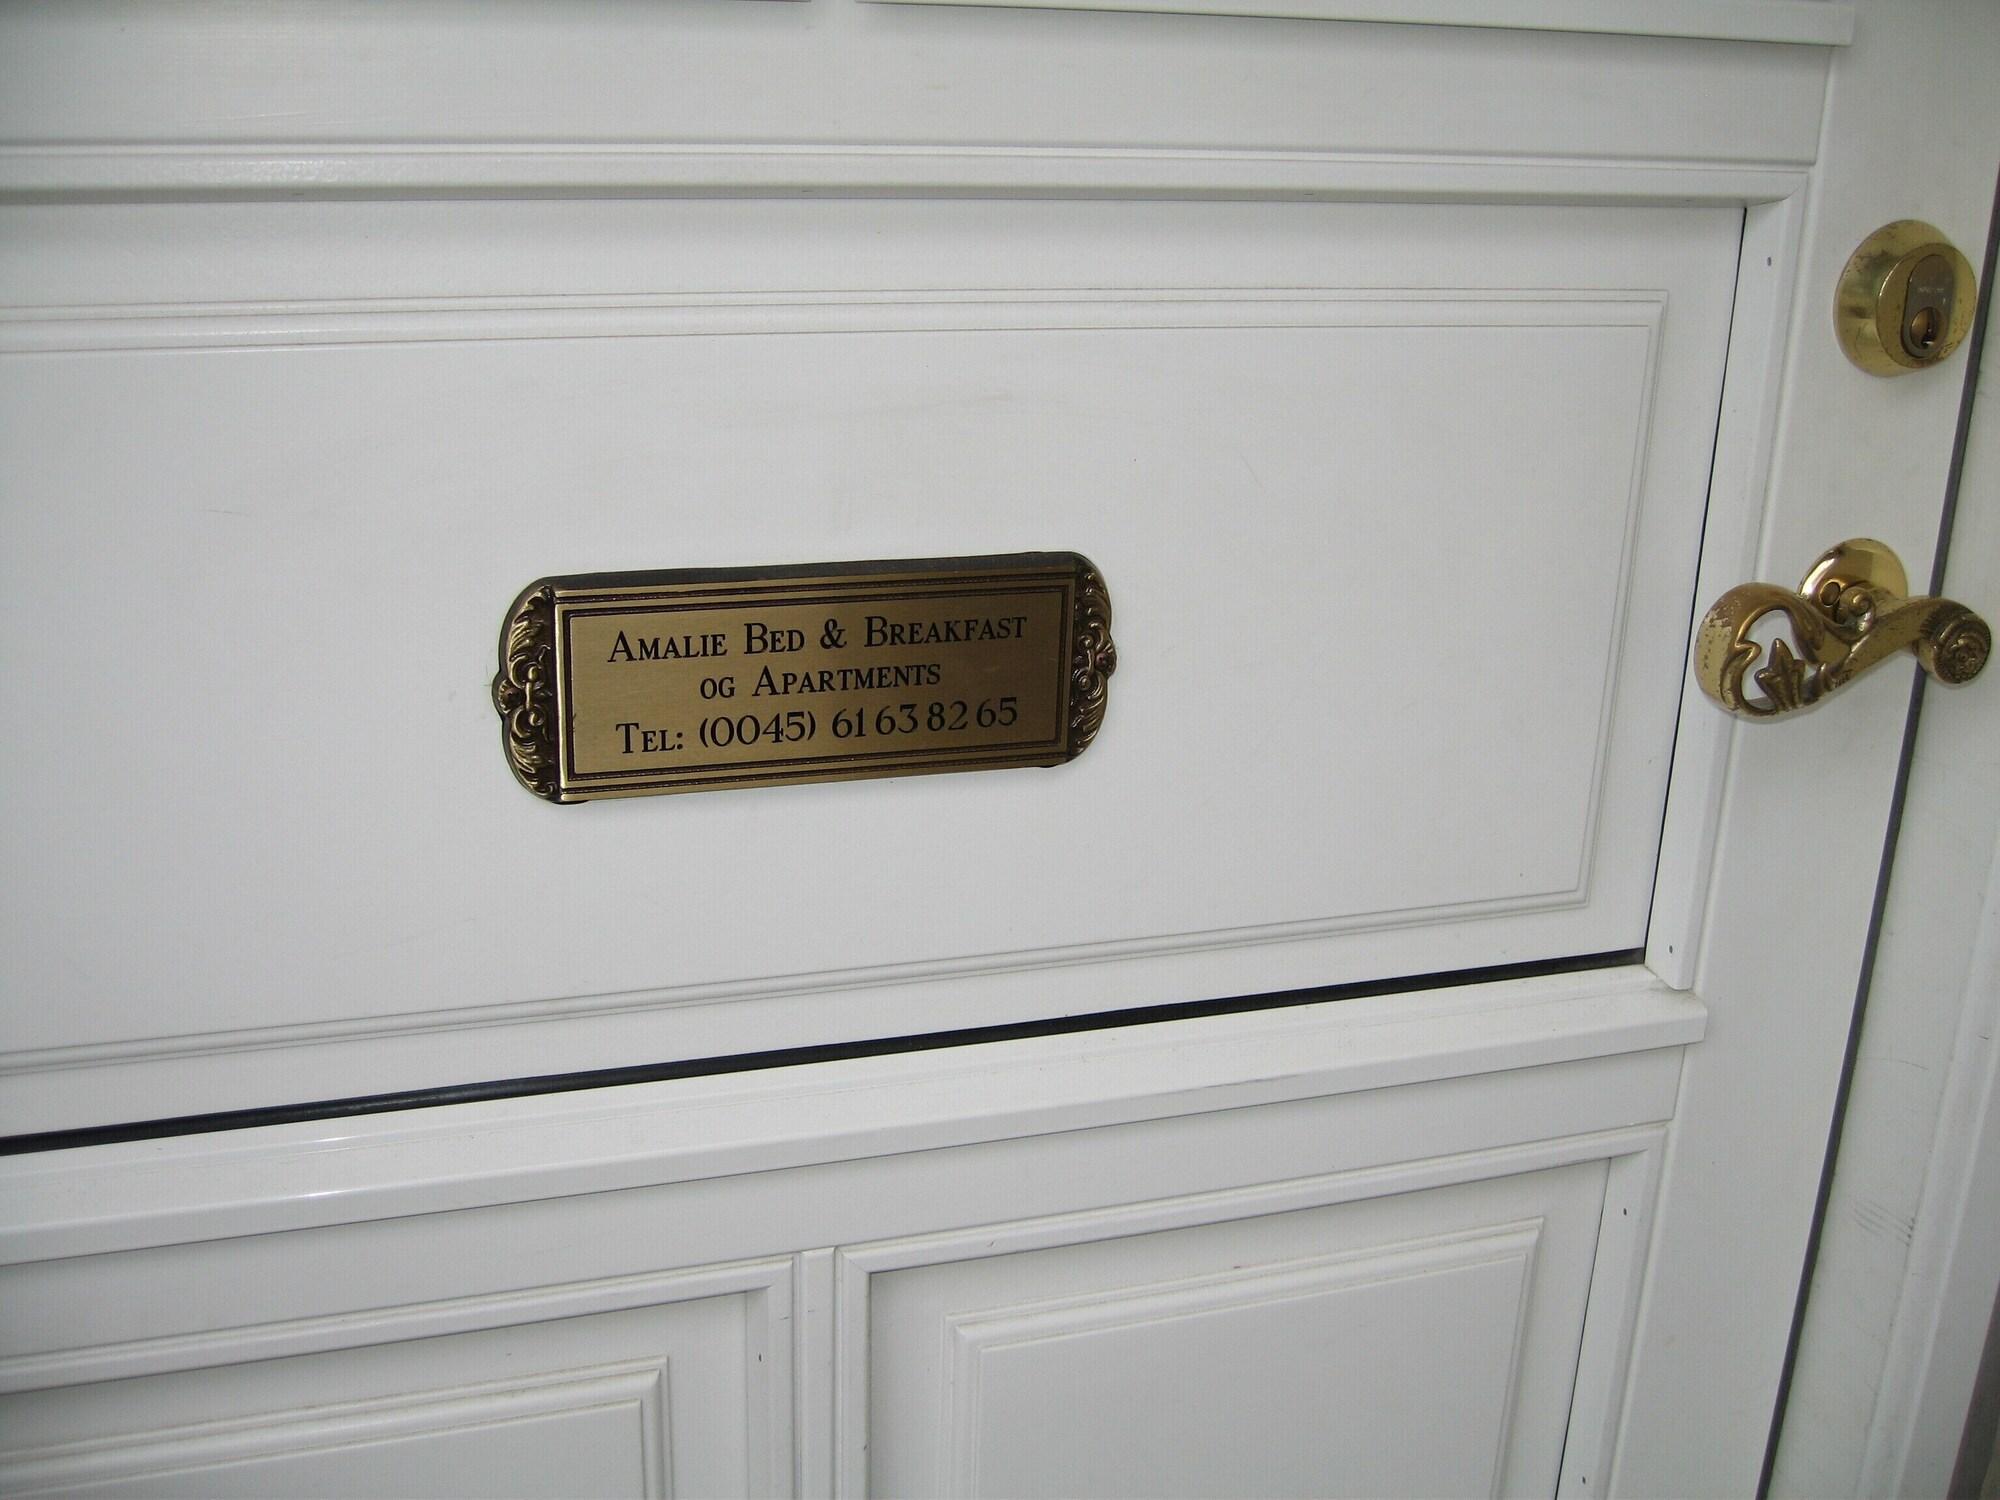 Amalie Bed & Breakfast
og Apartments
Tel: (0045) 61 63 82 65